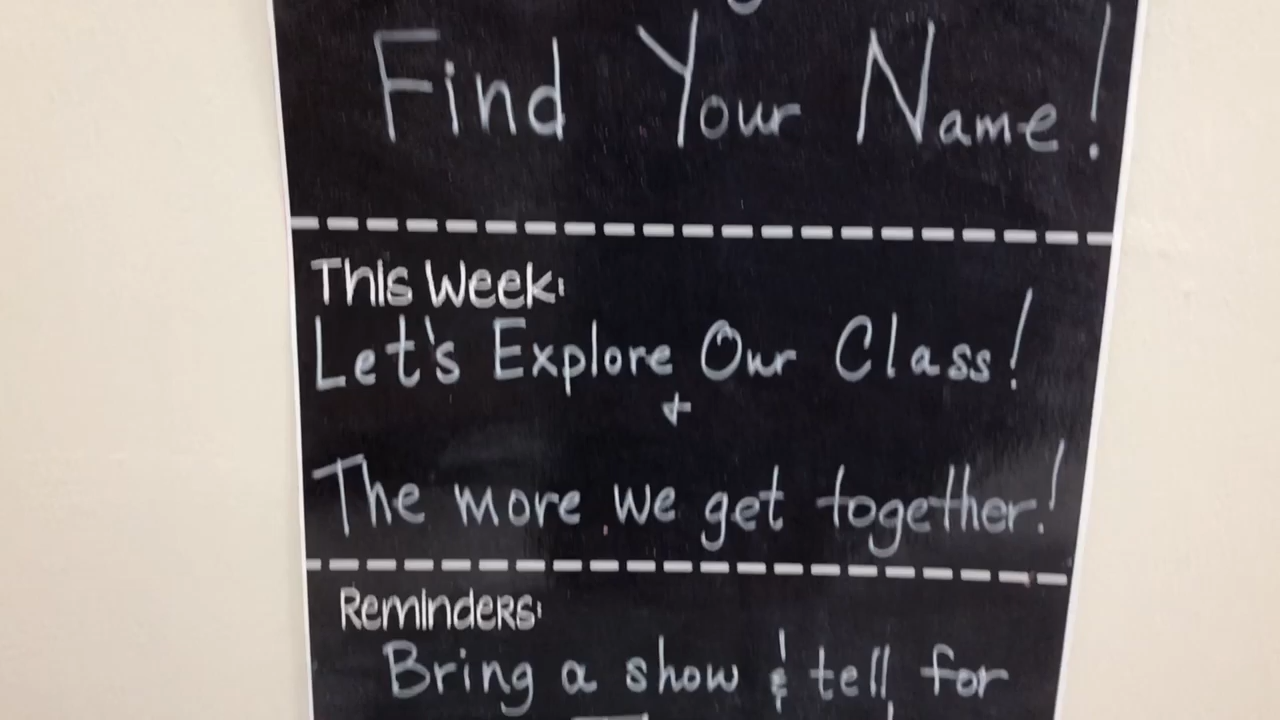 Find Your Name!
This Week:
Let's Explore Our Class!
+
The more we get together!
Reminders:
Bring a show & tell for